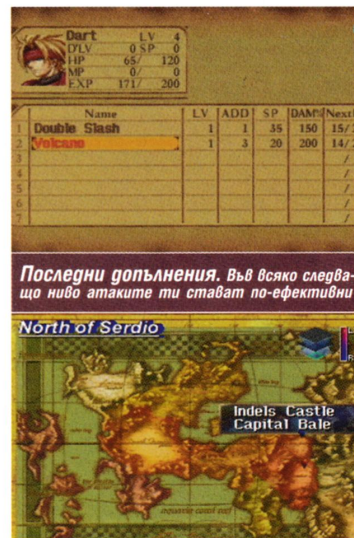 Dart LV 4
D'LV 0 SP 0
HP 65/ 120
MP 0/ 0
EXP 171/ 200
Name LV ADD SP DAM% Next
1 Double Slash 1 1 35 150 15/
2 Volcano 1 3 20 200 14/
3 /
4 /
5 /
6 /
7 /
Последни допълнения. Във всяко следва-
що ниво атаките ти стават по-ефективни
North of Serdio
Indels Castle
Capital Bale